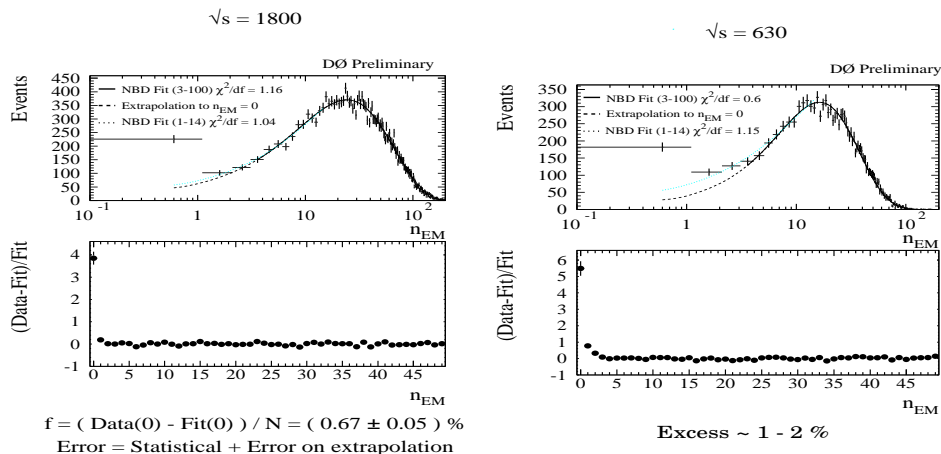 √s = 1800
DØ Preliminary
Events
450
400
350
300
250
200
150
100
50
0
NBD Fit (3-100) χ²/df = 1.16
Extrapolation to n_EM = 0
NBD Fit (1-14) χ²/df = 1.04
10⁻¹
1
10
10²
n_EM
(Data-Fit)/Fit
4
3
2
1
0
-1
0
5
10
15
20
25
30
35
40
45
n_EM
f = ( Data(0) - Fit(0) ) / N = ( 0.67 ± 0.05 ) %
Error = Statistical + Error on extrapolation
√s = 630
DØ Preliminary
Events
350
300
250
200
150
100
50
0
NBD Fit (3-100) χ²/df = 0.6
Extrapolation to n_EM = 0
NBD Fit (1-14) χ²/df = 1.15
10⁻¹
1
10
10²
n_EM
(Data-Fit)/Fit
6
5
4
3
2
1
0
-1
0
5
10
15
20
25
30
35
40
45
n_EM
Excess ~ 1 - 2 %